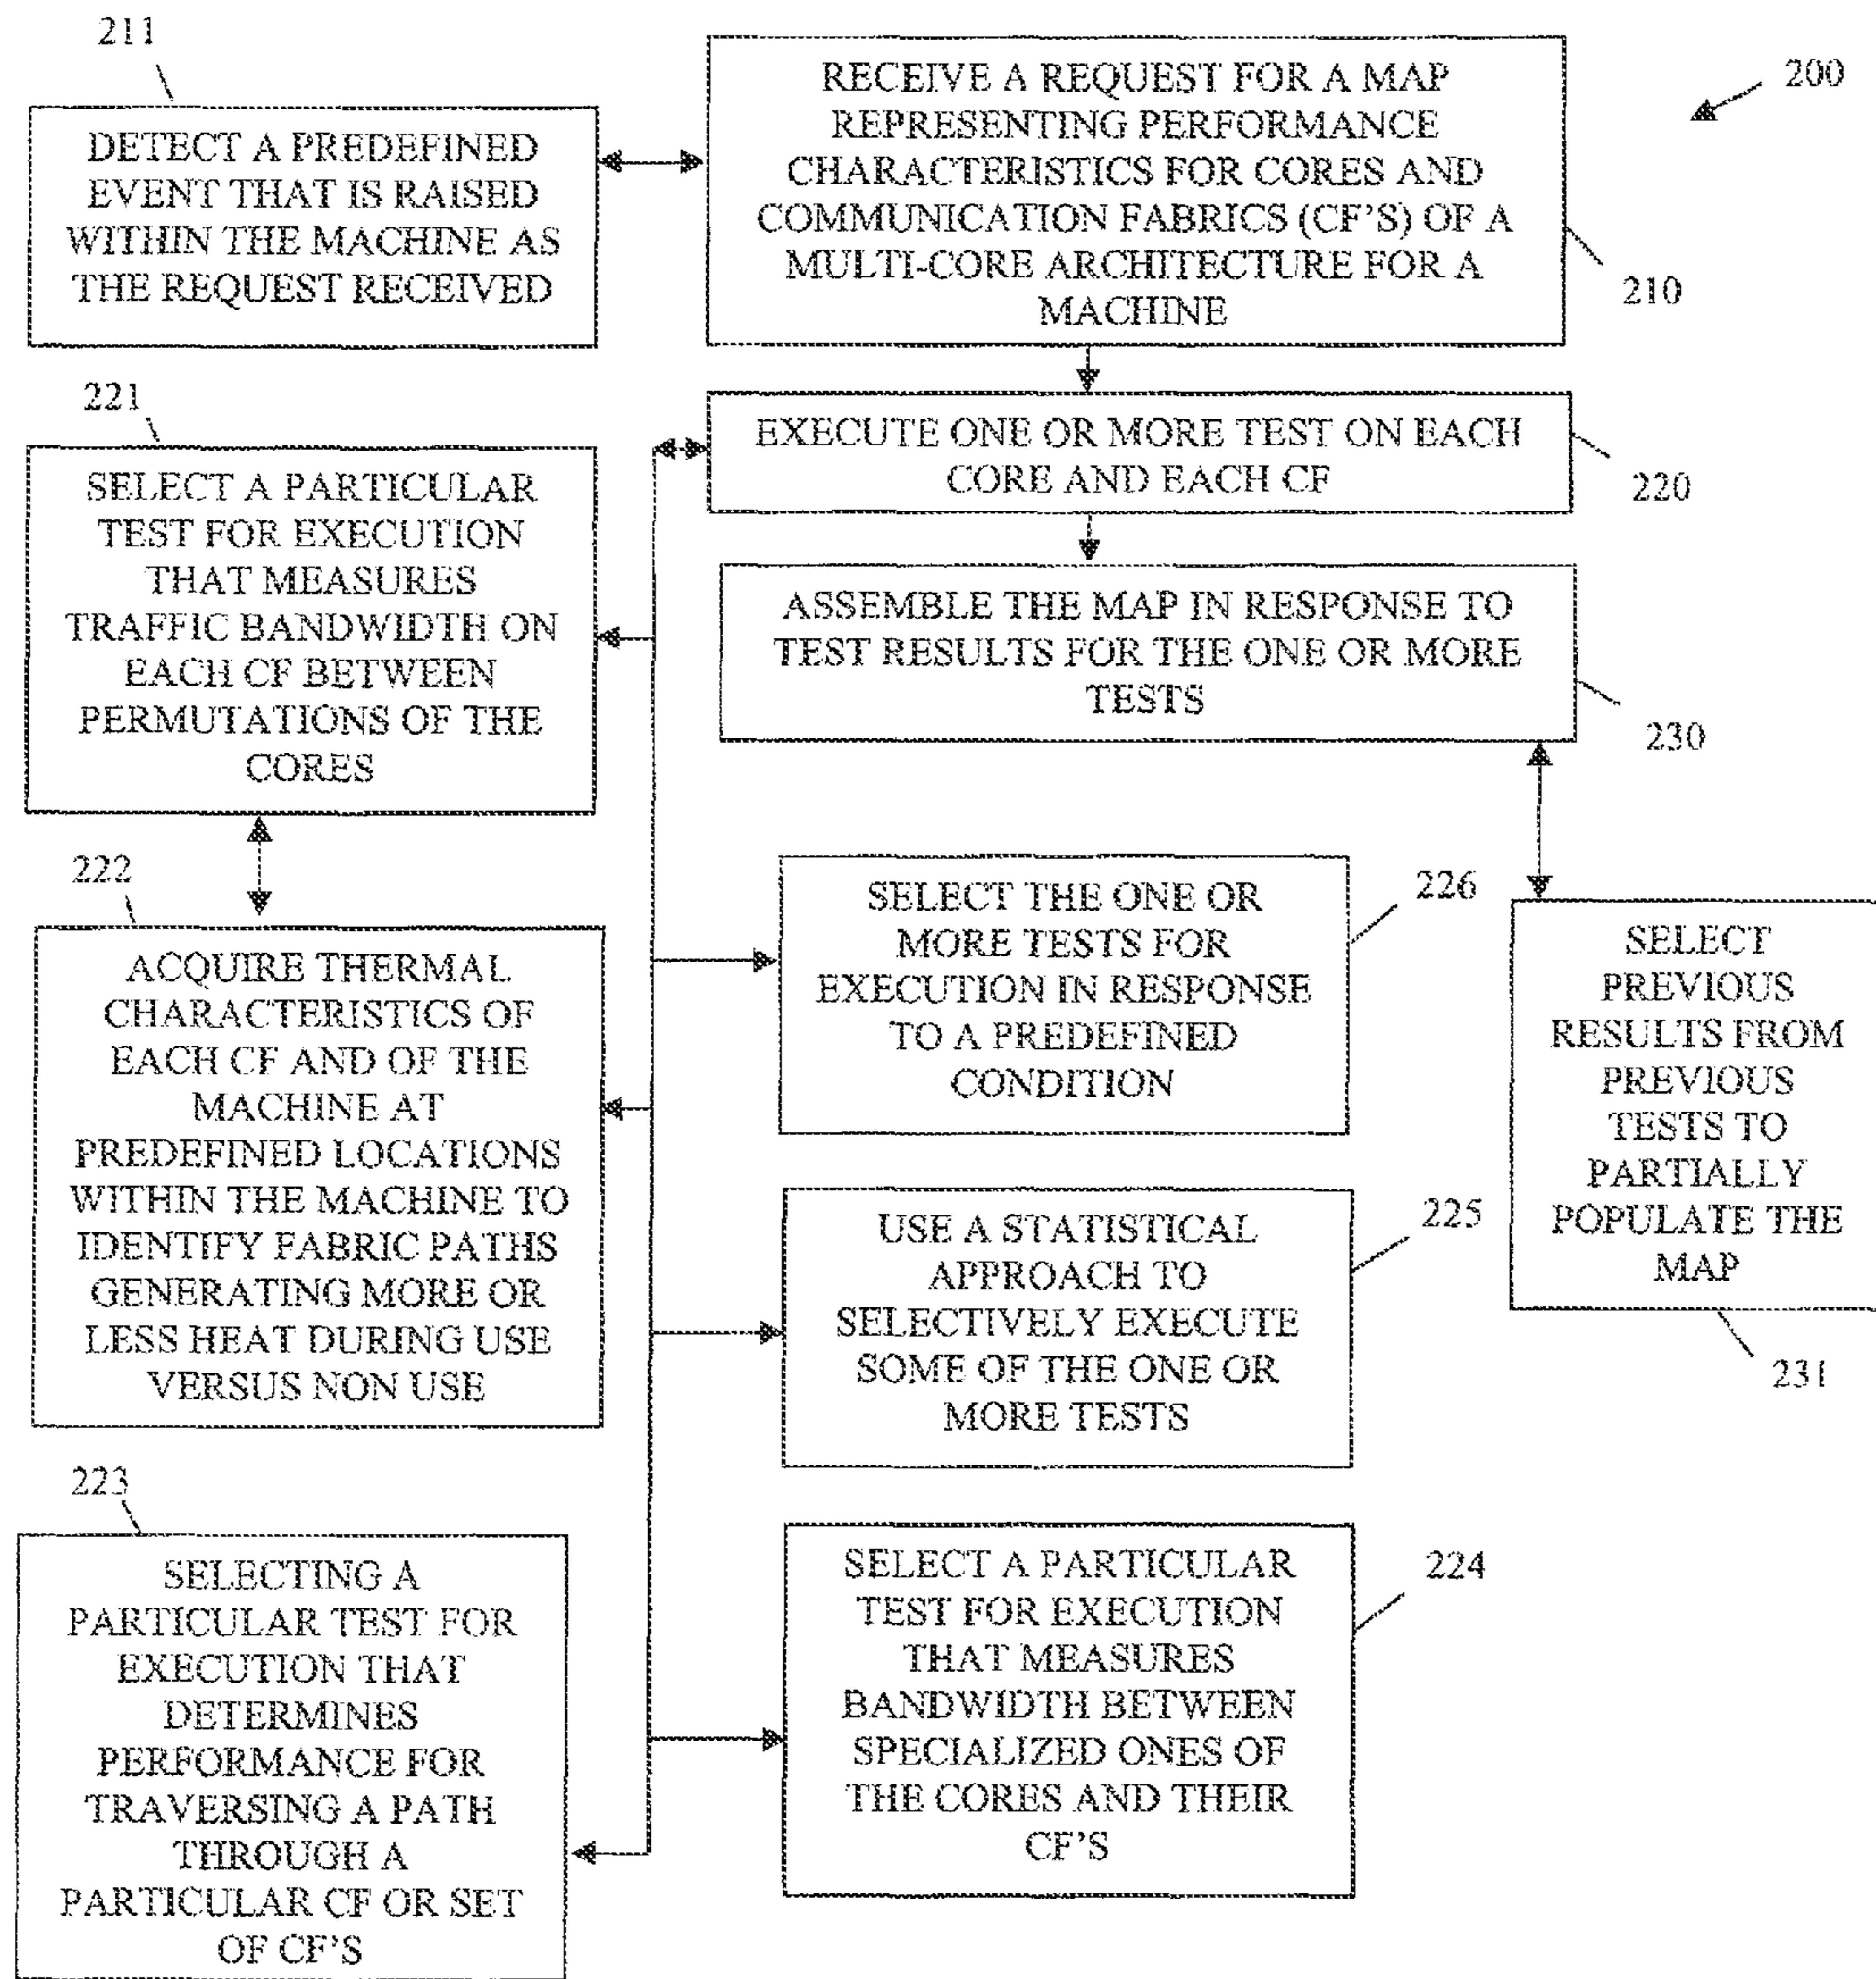 211
DETECT A PREDEFINED
EVENT THAT IS RAISED
WITHIN THE MACHINE AS
THE REQUEST RECEIVED
RECEIVE A REQUEST FOR A MAP
REPRESENTING PERFORMANCE
CHARACTERISTICS FOR CORES AND
COMMUNICATION FABRICS (CF'S) OF A
MULTI-CORE ARCHITECTURE FOR A
MACHINE
200
210
221
SELECT A PARTICULAR
TEST FOR EXECUTION
THAT MEASURES
TRAFFIC BANDWIDTH ON
EACH CF BETWEEN
PERMUTATIONS OF THE
CORES
EXECUTE ONE OR MORE TEST ON EACH
CORE AND EACH CF
220
ASSEMBLE THE MAP IN RESPONSE TO
TEST RESULTS FOR THE ONE OR MORE
TESTS
230
222
ACQUIRE THERMAL
CHARACTERISTICS OF
EACH CF AND OF THE
MACHINE AT
PREDEFINED LOCATIONS
WITHIN THE MACHINE TO
IDENTIFY FABRIC PATHS
GENERATING MORE OR
LESS HEAT DURING USE
VERSUS NON USE
SELECT THE ONE OR
MORE TESTS FOR
EXECUTION IN RESPONSE
TO A PREDEFINED
CONDITION
226
SELECT
PREVIOUS
RESULTS FROM
PREVIOUS
TESTS TO
PARTIALLY
POPULATE THE
MAP
231
USE A STATISTICAL
APPROACH TO
SELECTIVELY EXECUTE
SOME OF THE ONE OR
MORE TESTS
225
223
SELECTING A
PARTICULAR TEST FOR
EXECUTION THAT
DETERMINES
PERFORMANCE FOR
TRAVERSING A PATH
THROUGH A
PARTICULAR CF OR SET
OF CF'S
SELECT A PARTICULAR
TEST FOR EXECUTION
THAT MEASURES
BANDWIDTH BETWEEN
SPECIALIZED ONES OF
THE CORES AND THEIR
CF'S
224